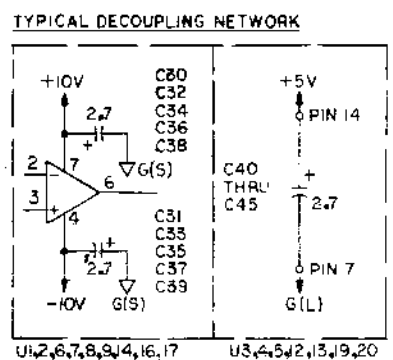 TYPICAL DECOUPLING NETWORK
+10V
C30
C32
C34
C36
C38
2.7
+
7
G(S)
2
-
6
3
+
4
C31
C33
C35
C37
C39
+
2.7
-10V
G(S)
U1,2,6,7,8,9,14,16,17
+5V
PIN 14
C40
THRU
C45
+
2.7
PIN 7
G(L)
U3,4,5,12,13,19,20